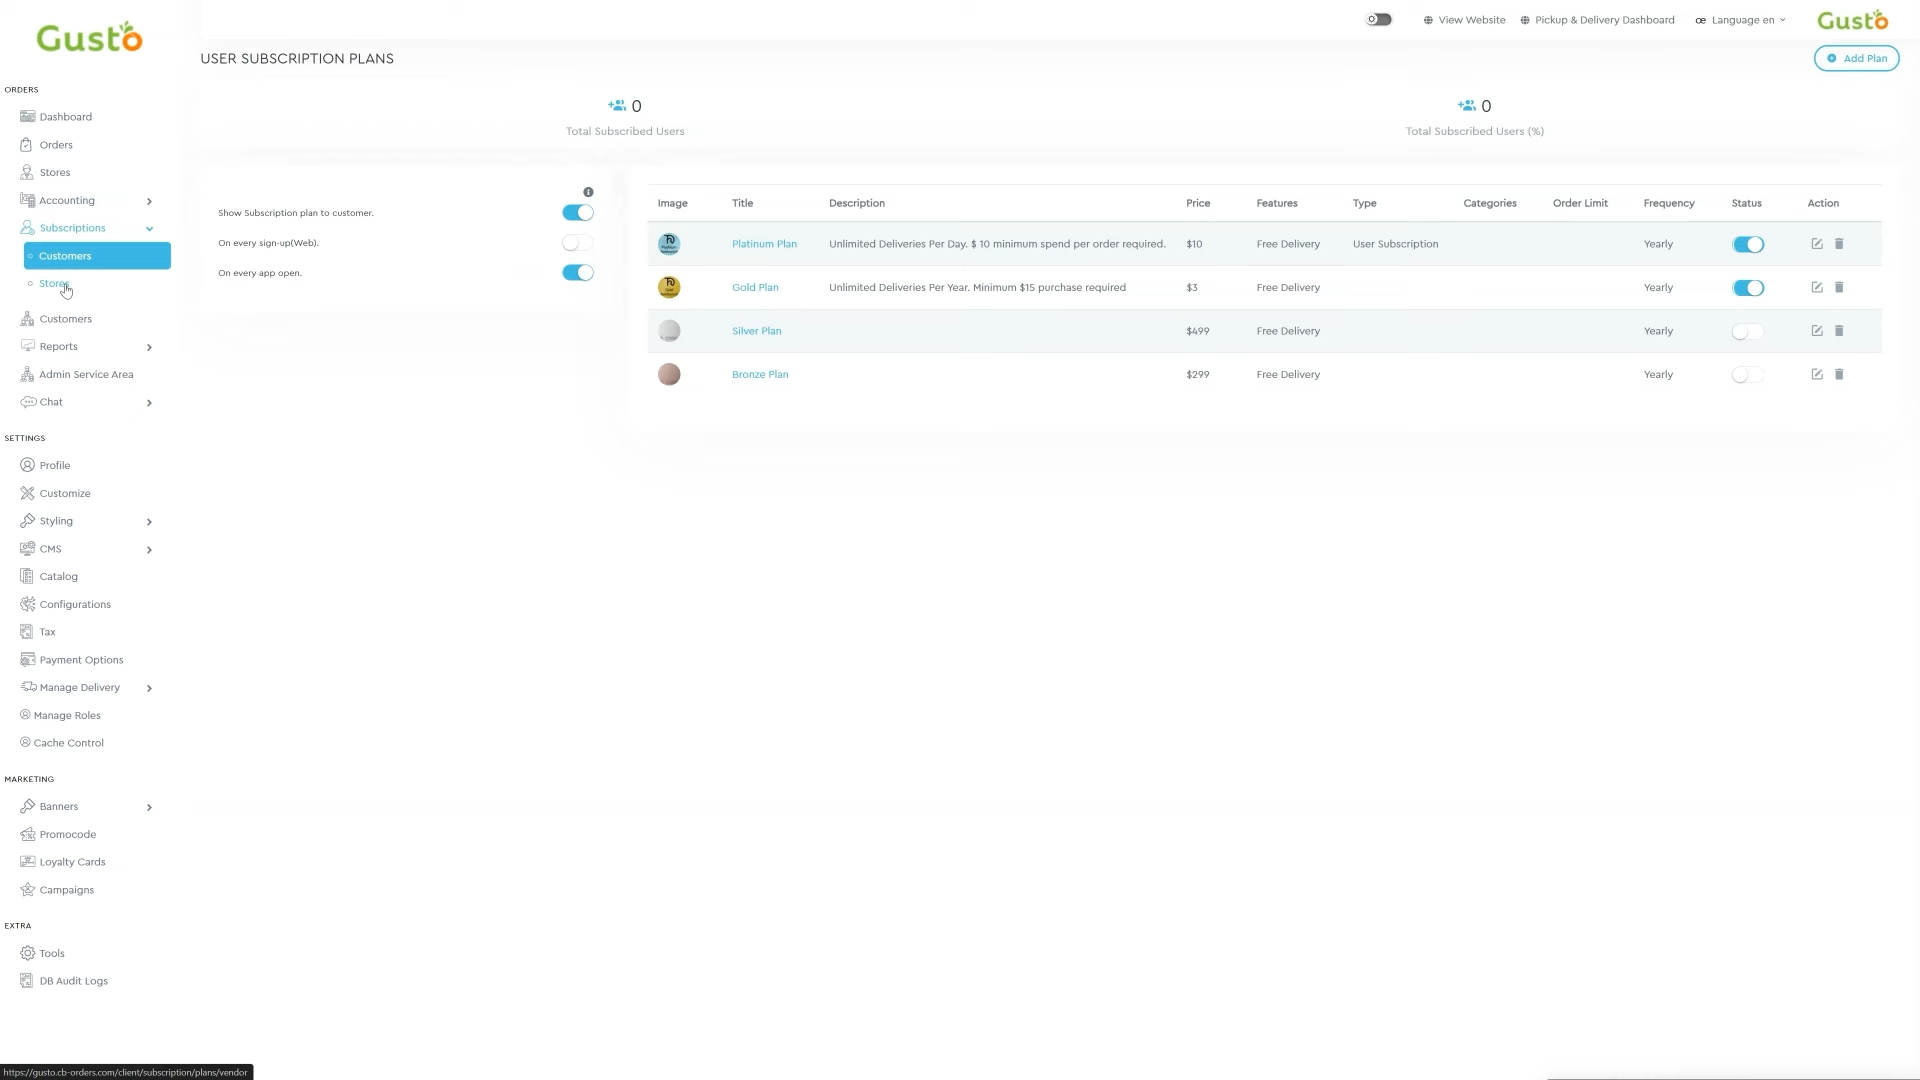 Gusto
View Website
Pickup & Delivery Dashboard
Language en
Gusto
USER SUBSCRIPTION PLANS
Add Plan
0
Total Subscribed Users
0
Total Subscribed Users (%)
ORDERS
Dashboard
Orders
Stores
Accounting
Subscriptions
Customers
Stores
Customers
Reports
Admin Service Area
Chat
SETTINGS
Profile
Customize
Styling
CMS
Catalog
Configurations
Tax
Payment Options
Manage Delivery
Manage Roles
Cache Control
MARKETING
Banners
Promocode
Loyalty Cards
Campaigns
EXTRA
Tools
DB Audit Logs
Show Subscription plan to customer.
On every sign-up(Web).
On every app open.
Image Title Description Price Features Type Categories Order Limit Frequency Status Action
Platinum Plan Unlimited Deliveries Per Day. $ 10 minimum spend per order required. $10 Free Delivery User Subscription Yearly
Gold Plan Unlimited Deliveries Per Year. Minimum $15 purchase required $3 Free Delivery Yearly
Silver Plan $499 Free Delivery Yearly
Bronze Plan $299 Free Delivery Yearly
https://gusto.cb-orders.com/client/subscription/plans/vendor